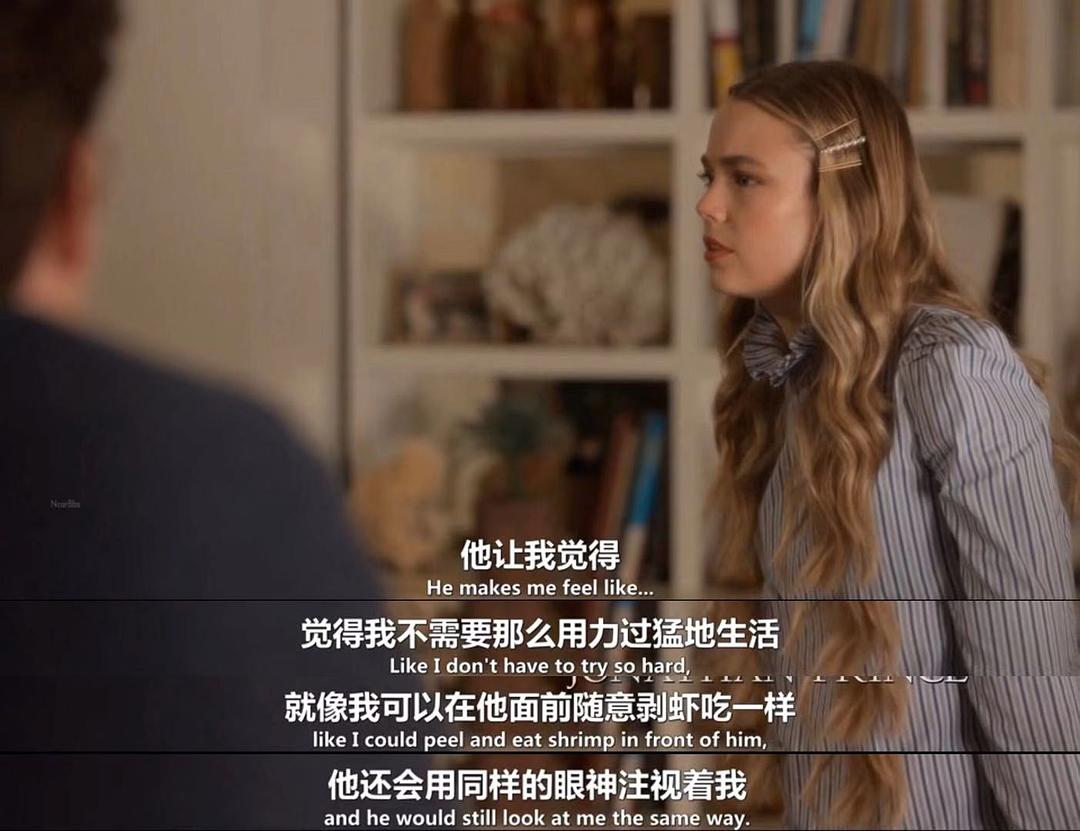 NewBBs
他让我觉得
He makes me feel like...
觉得我不需要那么用力过猛地生活
Like I don't have to try so hard,
JONATHAN PRINCE
就像我可以在他面前随意剥虾吃一样
like I could peel and eat shrimp in front of him,
他还会用同样的眼神注视着我
and he would still look at me the same way.